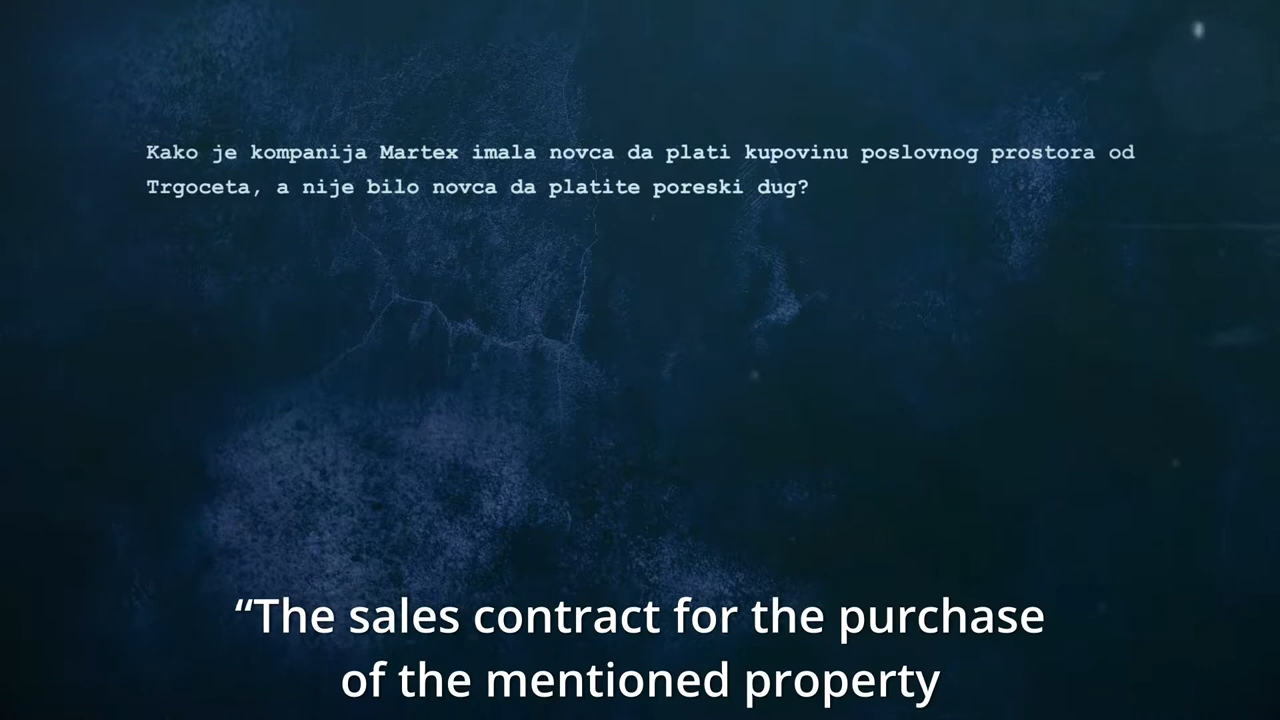 Kako je kompanija Martex imala novca da plati kupovinu poslovnog prostora od
Trgoceta, a nije bilo novca da platite poreski dug?
“The sales contract for the purchase
of the mentioned property